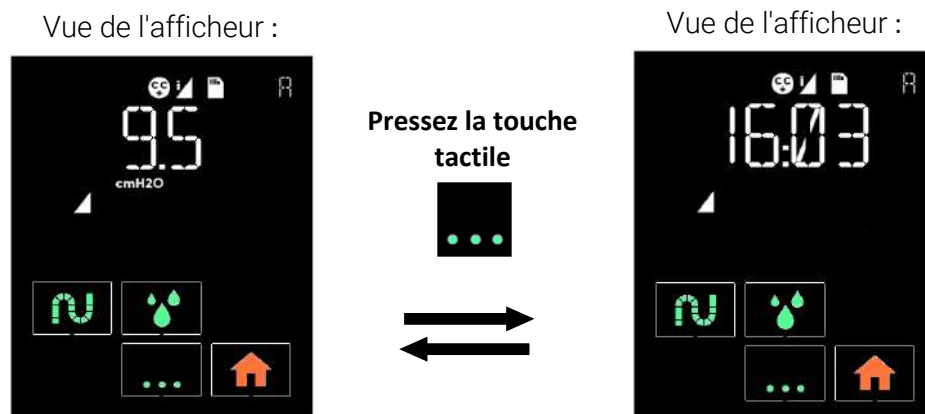 Vue de l'afficheur :
Vue de l'afficheur :
A
9.5
cmH2O
Pressez la touche
tactile
A
16:03